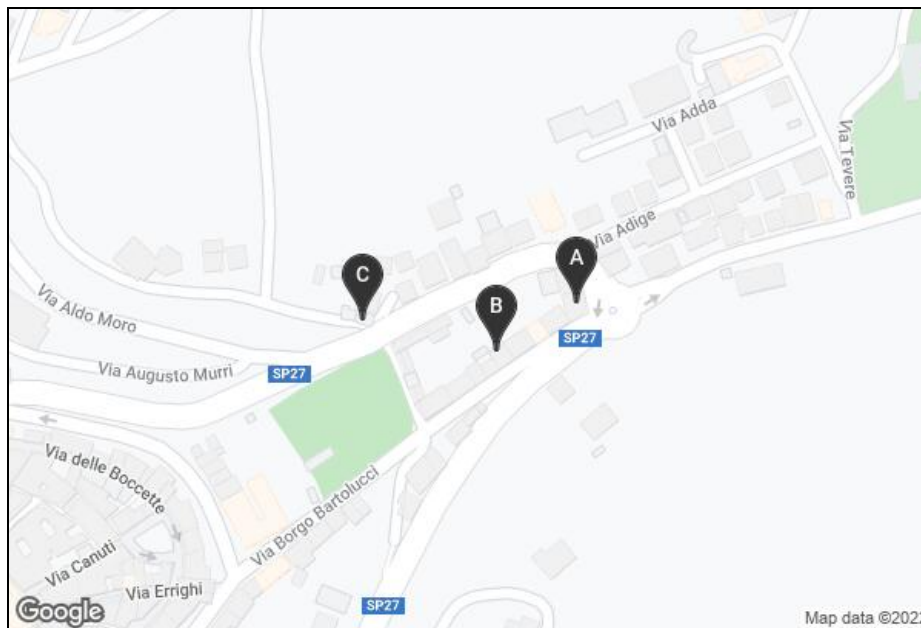 Via Adda
Via Tevere
Via Adige
A
C
B
Via Aldo Moro
SP27
Via Augusto Murri
SP27
Via delle Boccette
Via Borgo Bartolucci
Via Canuti
Via Errighi
SP27
Google
Map data ©202